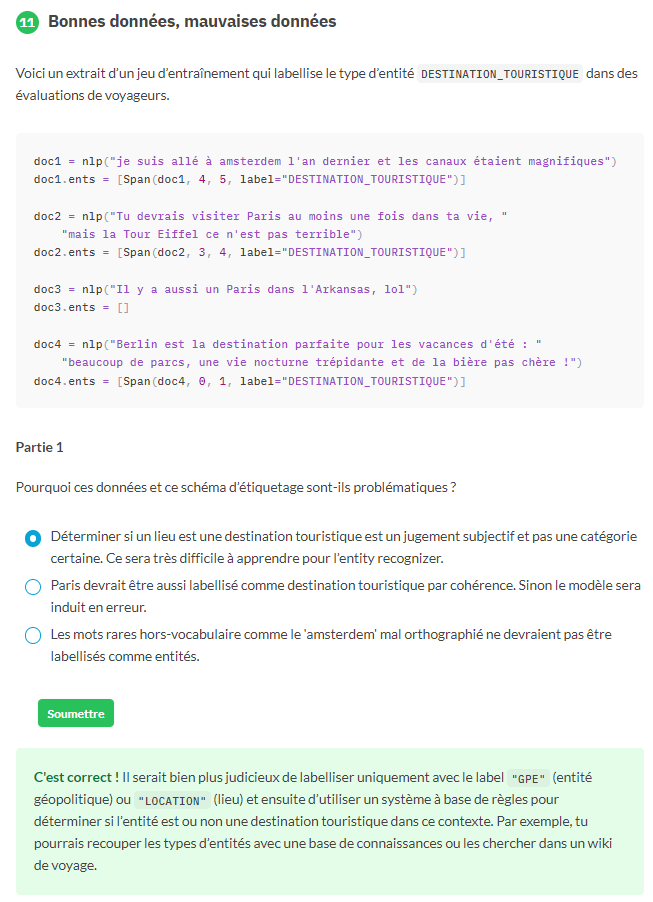 11 Bonnes données, mauvaises données
Voici un extrait d'un jeu d'entraînement qui labellise le type d'entité DESTINATION_TOURISTIQUE dans des
évaluations de voyageurs.
doc1 = nlp("je suis allé à amsterdem l'an dernier et les canaux étaient magnifiques")
doc1.ents = [Span(doc1, 4, 5, label="DESTINATION_TOURISTIQUE")]
doc2 = nlp("Tu devrais visiter Paris au moins une fois dans ta vie, "
"mais la Tour Eiffel ce n'est pas terrible")
doc2.ents = [Span(doc2, 3, 4, label="DESTINATION_TOURISTIQUE")]
doc3 = nlp("Il y a aussi un Paris dans l'Arkansas, lol")
doc3.ents = []
doc4 = nlp("Berlin est la destination parfaite pour les vacances d'été : "
"beaucoup de parcs, une vie nocturne trépidante et de la bière pas chère !")
doc4.ents = [Span(doc4, 0, 1, label="DESTINATION_TOURISTIQUE")]
Partie 1
Pourquoi ces données et ce schéma d'étiquetage sont-ils problématiques ?
Déterminer si un lieu est une destination touristique est un jugement subjectif et pas une catégorie
certaine. Ce sera très difficile à apprendre pour l'entity recognizer.
Paris devrait être aussi labellisé comme destination touristique par cohérence. Sinon le modèle sera
induit en erreur.
Les mots rares hors-vocabulaire comme le 'amsterdem' mal orthographié ne devraient pas être
labellisés comme entités.
Soumettre
C'est correct ! Il serait bien plus judicieux de labelliser uniquement avec le label "GPE" (entité
géopolitique) ou "LOCATION" (lieu) et ensuite d'utiliser un système à base de règles pour
déterminer si l'entité est ou non une destination touristique dans ce contexte. Par exemple, tu
pourrais recouper les types d'entités avec une base de connaissances ou les chercher dans un wiki
de voyage.